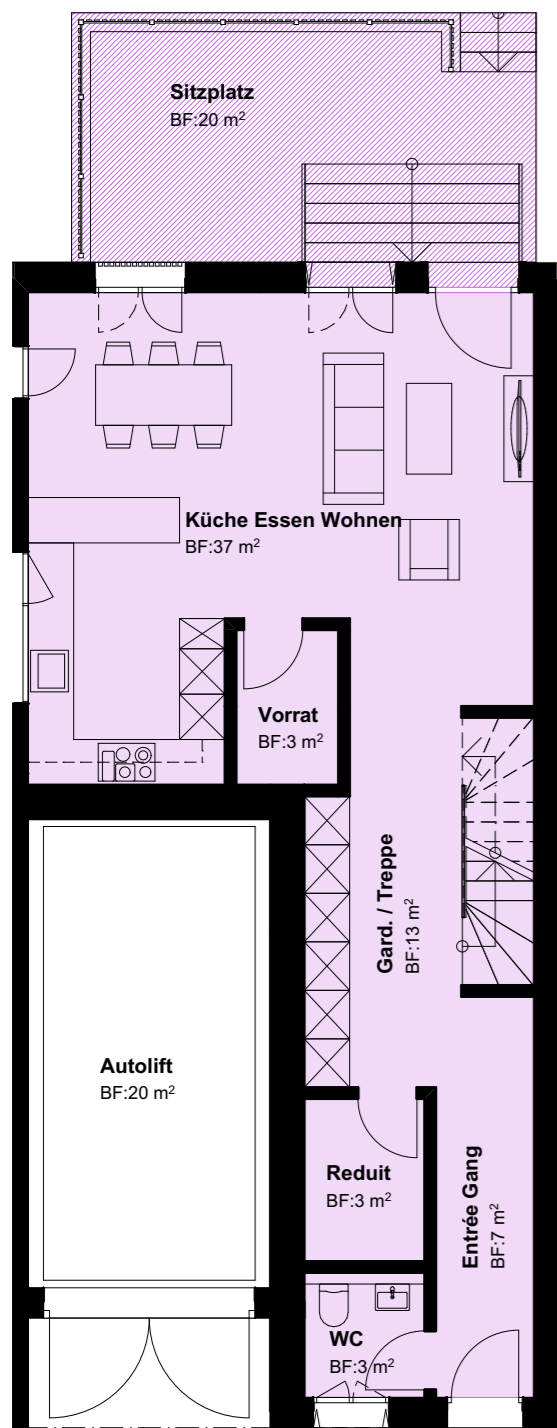 Sitzplatz
BF:20 m²
Küche Essen Wohnen
BF:37 m²
Vorrat
BF:3 m²
Gard. / Treppe
BF:13 m²
Autolift
BF:20 m²
Reduit
BF:3 m²
Entrée Gang
BF:7 m²
WC
BF:3 m²